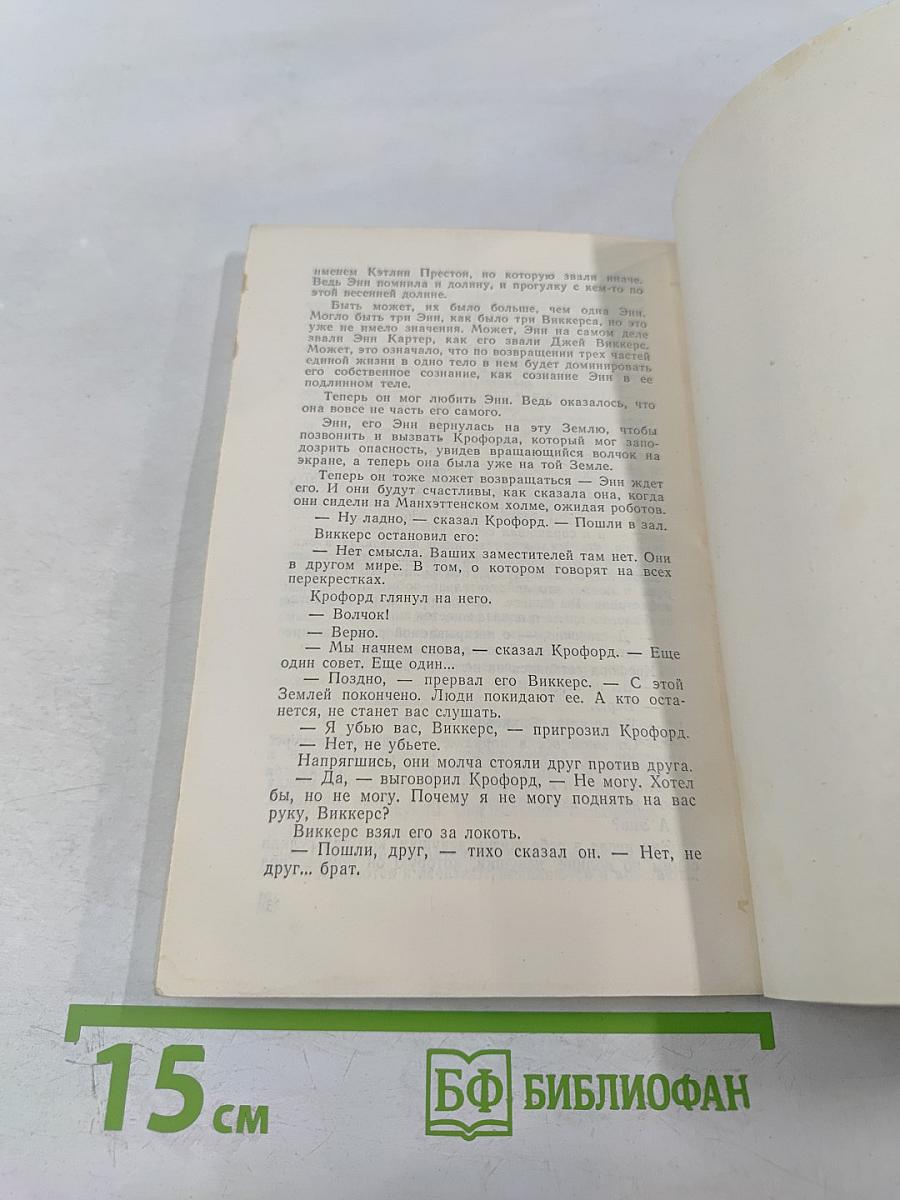 именем Кэтлин Престон, но которую звали иначе.
Ведь Энн помнила и долину, и прогулку с кем-то по
этой весенней долине.
Быть может, их было больше, чем одна Энн.
Могло быть три Энн, как было три Виккерса, но это
уже не имело значения. Может, Энн на самом деле
звали Энн Картер, как его звали Джей Виккерс.
Может, это означало, что по возвращении трех частей
единой жизни в одно тело в нем будет доминировать
его собственное сознание, как сознание Энн в ее
подлинном теле.
Теперь он мог любить Энн. Ведь оказалось, что
она вовсе не часть его самого.
Энн, его Энн вернулась на эту Землю, чтобы
позвонить и вызвать Крофорда, который мог запо-
дозрить опасность, увидев вращающийся волчок на
экране, а теперь она была уже на той Земле.
Теперь он тоже может возвращаться — Энн ждет
его. И они будут счастливы, как сказала она, когда
они сидели на Манхэттенском холме, ожидая роботов.
— Ну ладно, — сказал Крофорд. — Пошли в зал.
Виккерс остановил его:
— Нет смысла. Ваших заместителей там нет. Они
в другом мире. В том, о котором говорят на всех
перекрестках.
Крофорд глянул на него.
— Волчок!
— Верно.
— Мы начнем снова, — сказал Крофорд. — Еще
один совет. Еще один...
— Поздно, — прервал его Виккерс. — С этой
Землей покончено. Люди покидают ее. А кто оста-
нется, не станет вас слушать.
— Я убью вас, Виккерс, — пригрозил Крофорд.
— Нет, не убьете.
Напрягшись, они молча стояли друг против друга.
— Да, — выговорил Крофорд, — Не могу. Хотел
бы, но не могу. Почему я не могу поднять на вас
руку, Виккерс?
Виккерс взял его за локоть.
— Пошли, друг, — тихо сказал он. — Нет, не
друг... брат.
15 см
БФ БИБЛИОФАН